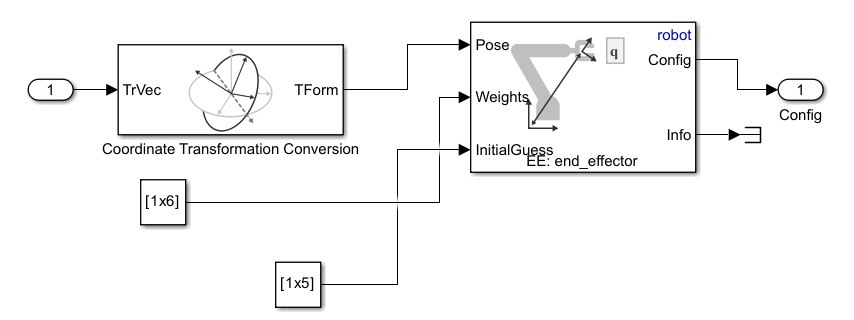 1
TrVec
TForm
Coordinate Transformation Conversion
[1x6]
[1x5]
robot
Pose
q
Config
Weights
InitialGuess
Info
EE: end_effector
1
Config